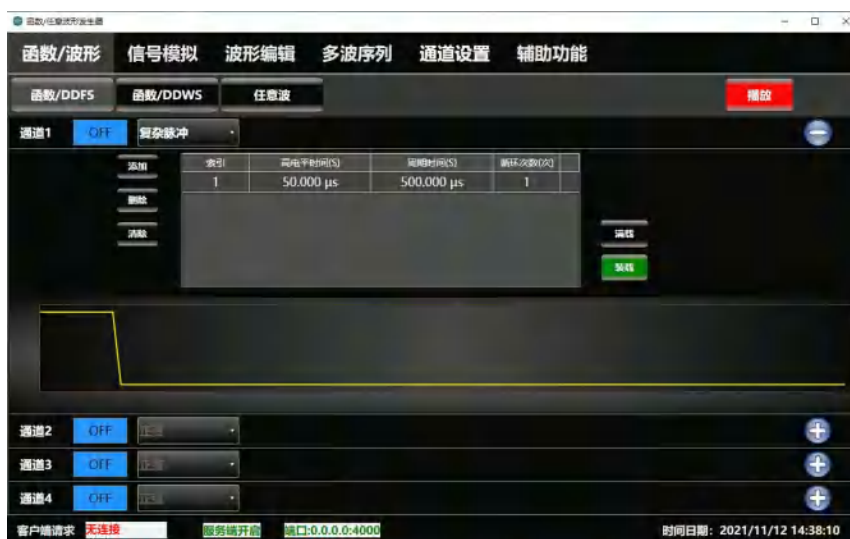 函数/任意波形发生器
函数/波形 信号模拟 波形编辑 多波序列 通道设置 辅助功能
函数/DDFS 函数/DDWS 任意波 播放
通道1 OFF 复杂脉冲
添加 索引 高电平时间(S) 周期时间(S) 循环次数(次)
1 50.000 μs 500.000 μs 1
删除
清除
装载
通道2 OFF 正弦
通道3 OFF 正弦
通道4 OFF 正弦
客户端请求 无连接 服务端开启 端口:0.0.0.0:4000 时间日期: 2021/11/12 14:38:10